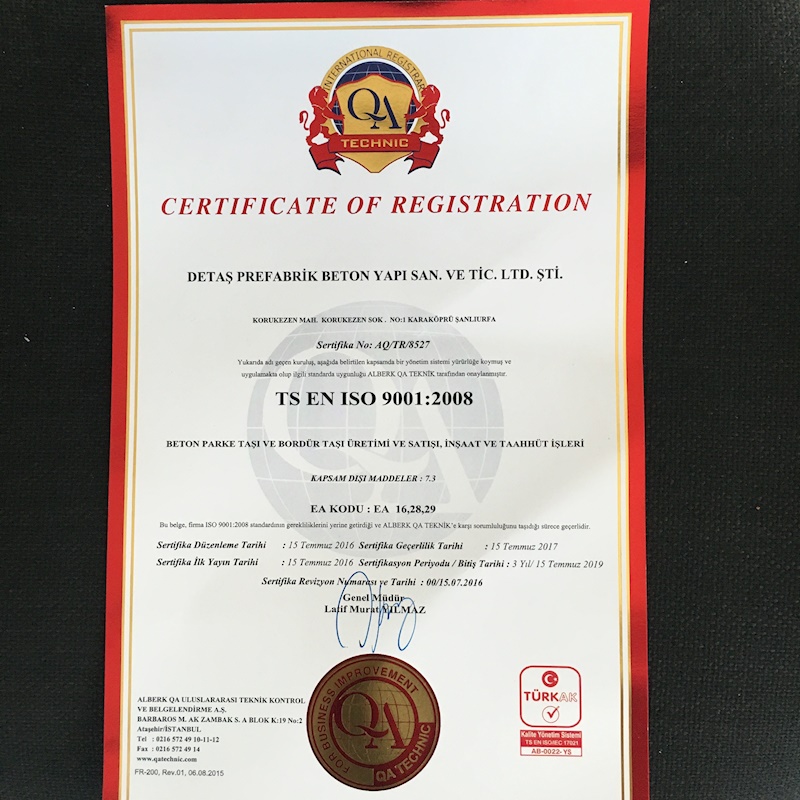 INTERNATIONAL REGISTRAR
QA
TECHNIC
CERTIFICATE OF REGISTRATION
DETAŞ PREFABRİK BETON YAPI SAN. VE TİC. LTD. ŞTİ.
KORUKEZEN MAH. KORUKEZEN SOK . NO:1 KARAKÖPRÜ ŞANLIURFA
Sertifika No: AQ/TR/8527
Yukarıda adı geçen kuruluş, aşağıda belirtilen kapsamda bir yönetim sistemi yürürlüğe koymuş ve
uygulamakta olup ilgili standarda uygunluğu ALBERK QA TEKNİK tarafından onaylanmıştır.
TS EN ISO 9001:2008
BETON PARKE TAŞI VE BORDÜR TAŞI ÜRETİMİ VE SATIŞI, İNŞAAT VE TAAHHÜT İŞLERİ
KAPSAM DIŞI MADDELER : 7.3
EA KODU : EA 16,28,29
Bu belge, firma ISO 9001:2008 standardının gerekliliklerini yerine getirdiği ve ALBERK QA TEKNİK'e karşı sorumluluğunu taşıdığı sürece geçerlidir.
Sertifika Düzenleme Tarihi : 15 Temmuz 2016 Sertifika Geçerlilik Tarihi : 15 Temmuz 2017
Sertifika İlk Yayın Tarihi : 15 Temmuz 2016 Sertifikasyon Periyodu / Bitiş Tarihi : 3 Yıl/ 15 Temmuz 2019
Sertifika Revizyon Numarası ve Tarihi : 00/15.07.2016
Genel Müdür
Latif Murat YILMAZ
ALBERK QA ULUSLARARASI TEKNİK KONTROL
VE BELGELENDİRME A.Ş.
BARBAROS M. AK ZAMBAK S. A BLOK K:19 No:2
Ataşehir/İSTANBUL
Tel : 0216 572 49 10-11-12
Fax : 0216 572 49 14
www.qatechnic.com
FR-200, Rev.01, 06.08.2015
FOR BUSINESS IMPROVEMENT
QA
QA TECHNIC
TÜRKAK
Kalite Yönetim Sistemi
TS EN ISO/IEC 17021
AB-0022-YS